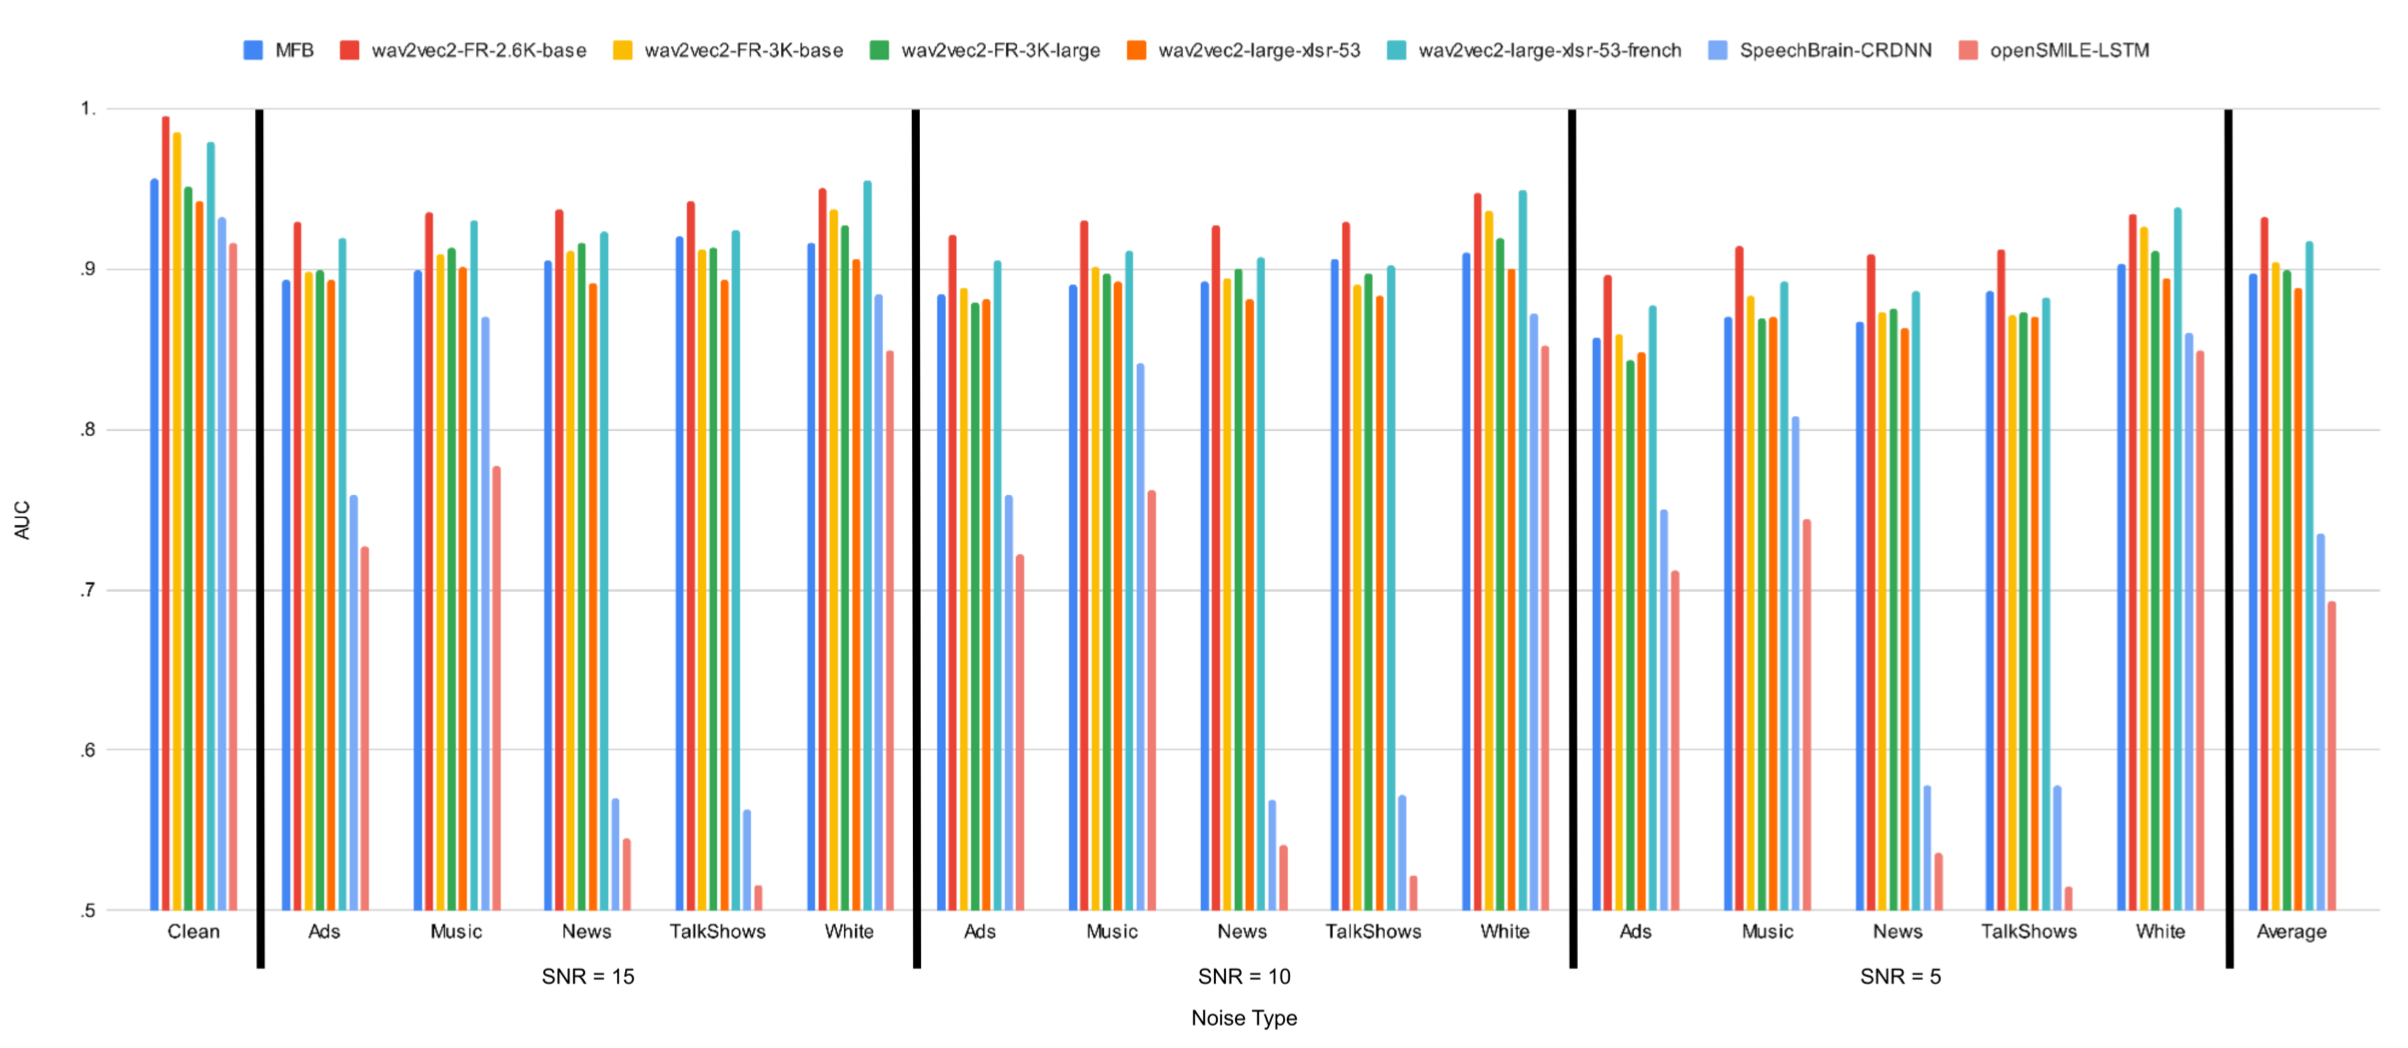 MFB wav2vec2-FR-2.6K-base wav2vec2-FR-3K-base wav2vec2-FR-3K-large wav2vec2-large-xlsr-53 wav2vec2-large-xlsr-53-french SpeechBrain-CRDNN openSMILE-LSTM
1.
.9
.8
.7
.6
.5
AUC
Clean Ads Music News TalkShows White Ads Music News TalkShows White Ads Music News TalkShows White Average
SNR = 15 SNR = 10 SNR = 5
Noise Type